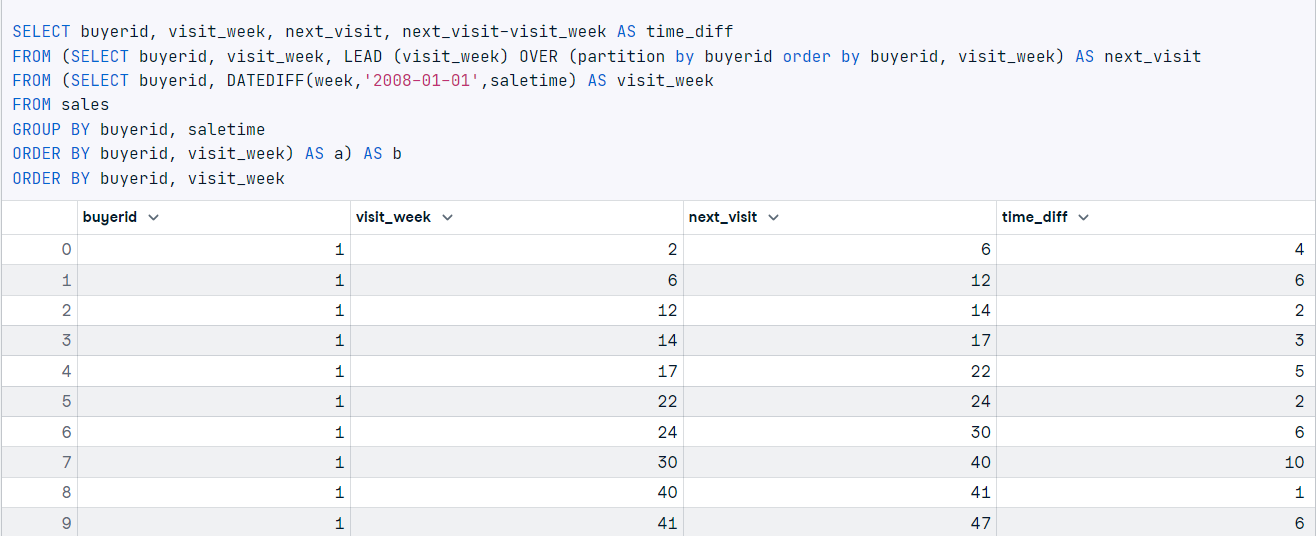 SELECT buyerid, visit_week, next_visit, next_visit-visit_week AS time_diff
FROM (SELECT buyerid, visit_week, LEAD (visit_week) OVER (partition by buyerid order by buyerid, visit_week) AS next_visit
FROM (SELECT buyerid, DATEDIFF(week,'2008-01-01',saletime) AS visit_week
FROM sales
GROUP BY buyerid, saletime
ORDER BY buyerid, visit_week) AS a) AS b
ORDER BY buyerid, visit_week
buyerid visit_week next_visit time_diff
0 1 2 6 4
1 1 6 12 6
2 1 12 14 2
3 1 14 17 3
4 1 17 22 5
5 1 22 24 2
6 1 24 30 6
7 1 30 40 10
8 1 40 41 1
9 1 41 47 6